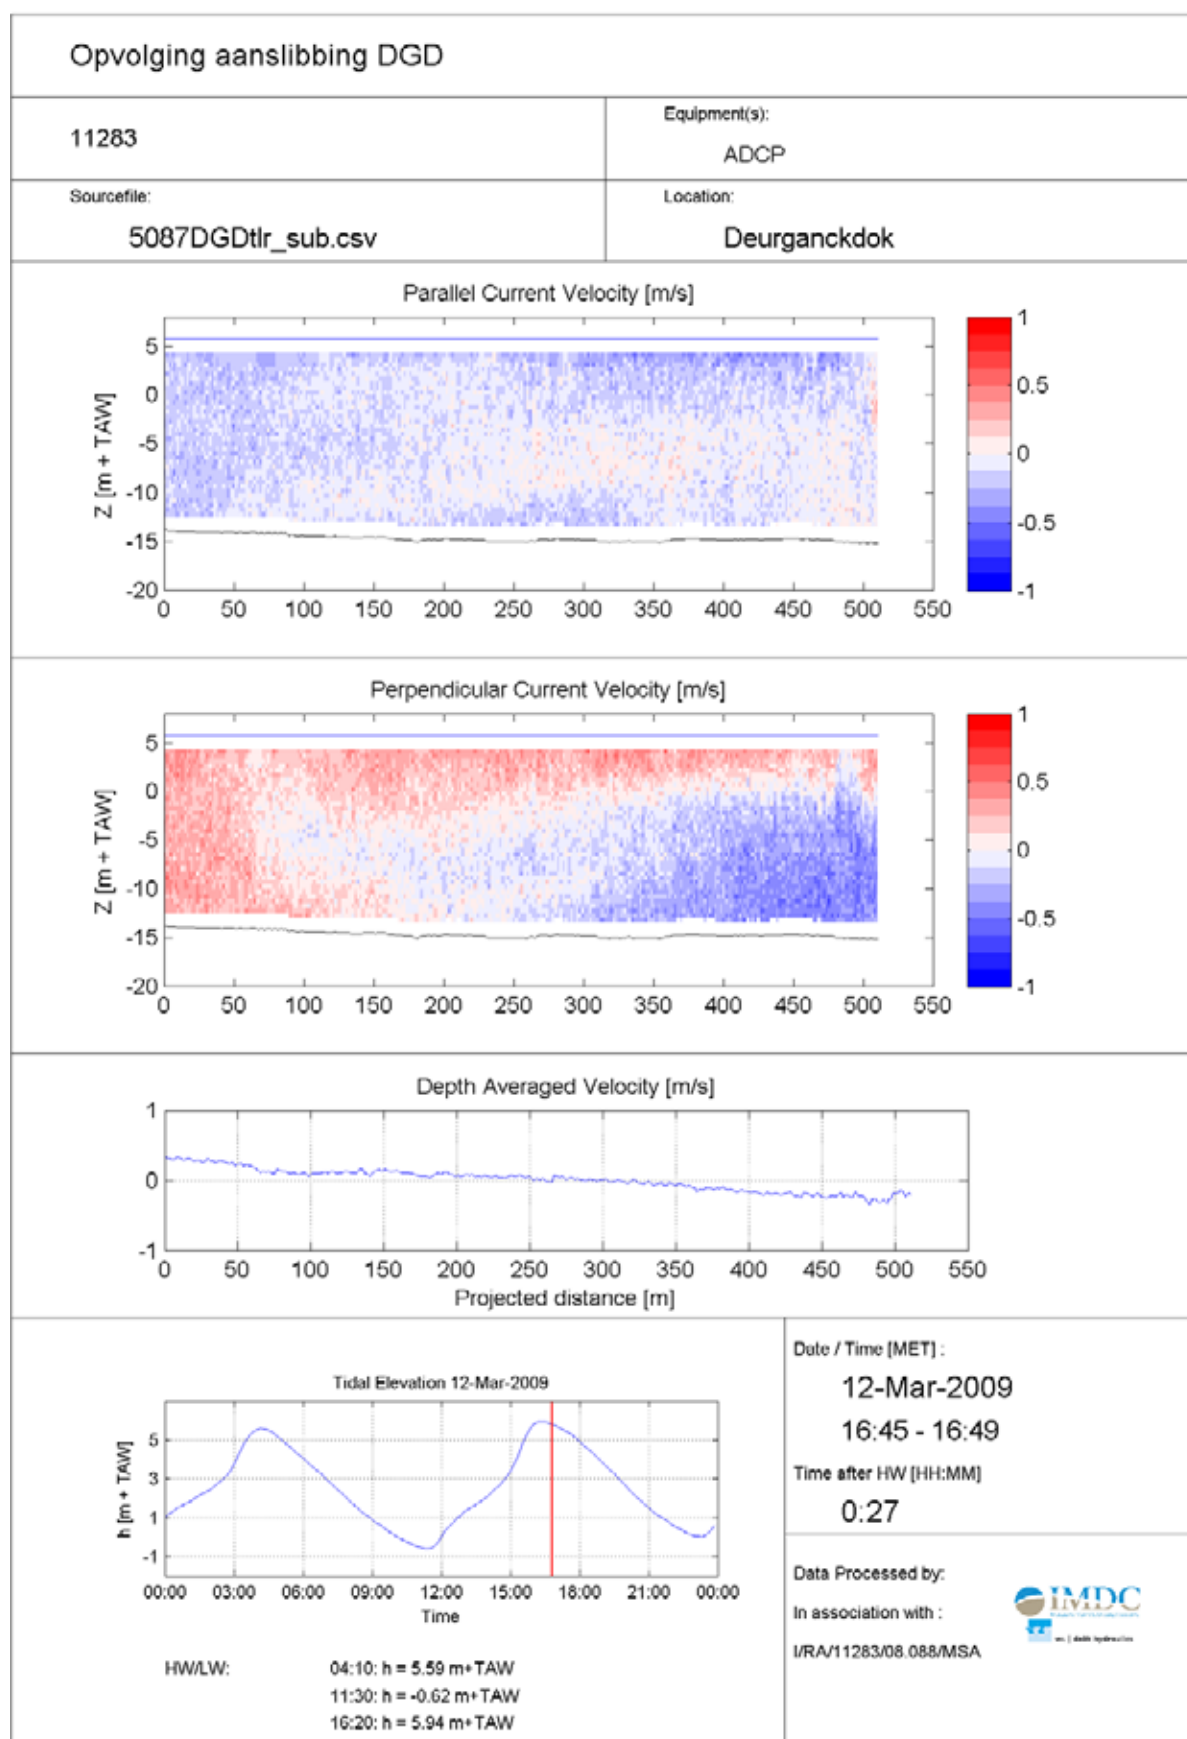 Opvolging aanslibbing DGD
11283
Equipment(s):
ADCP
Sourcefile:
5087DGDtlr_sub.csv
Location:
Deurganckdok
Parallel Current Velocity [m/s]
Z [m + TAW]
5
0
-5
-10
-15
-20
0 50 100 150 200 250 300 350 400 450 500 550
1
0.5
0
-0.5
-1
Perpendicular Current Velocity [m/s]
Z [m + TAW]
5
0
-5
-10
-15
-20
0 50 100 150 200 250 300 350 400 450 500 550
1
0.5
0
-0.5
-1
Depth Averaged Velocity [m/s]
1
0
-1
0 50 100 150 200 250 300 350 400 450 500 550
Projected distance [m]
Tidal Elevation 12-Mar-2009
h [m + TAW]
5
3
1
-1
00:00 03:00 06:00 09:00 12:00 15:00 18:00 21:00 00:00
Time
HW/LW:
04:10: h = 5.59 m+TAW
11:30: h = -0.62 m+TAW
16:20: h = 5.94 m+TAW
Date / Time [MET] :
12-Mar-2009
16:45 - 16:49
Time after HW [HH:MM]
0:27
Data Processed by:
IMDC
In association with :
wl | delft hydraulics
I/RA/11283/08.088/MSA